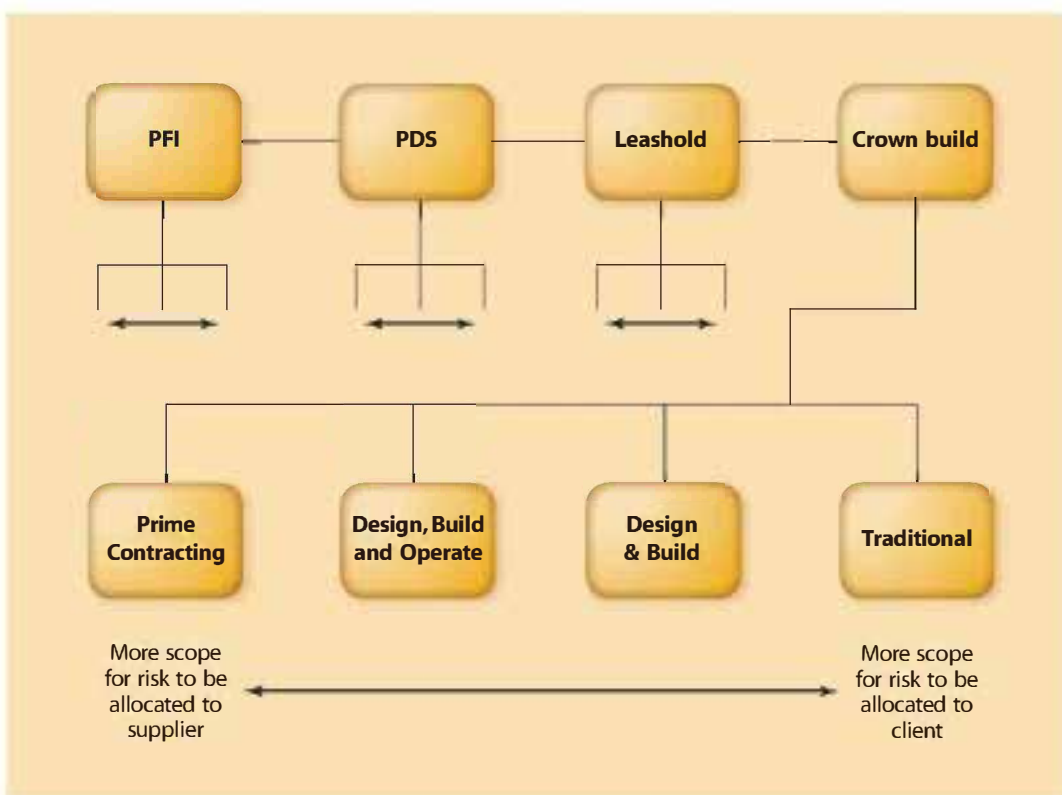 PFI
PDS
Leashold
Crown build
Prime
Contracting
Design, Build
and Operate
Design
& Build
Traditional
More scope
for risk to be
allocated to
supplier
More scope
for risk to be
allocated to
client